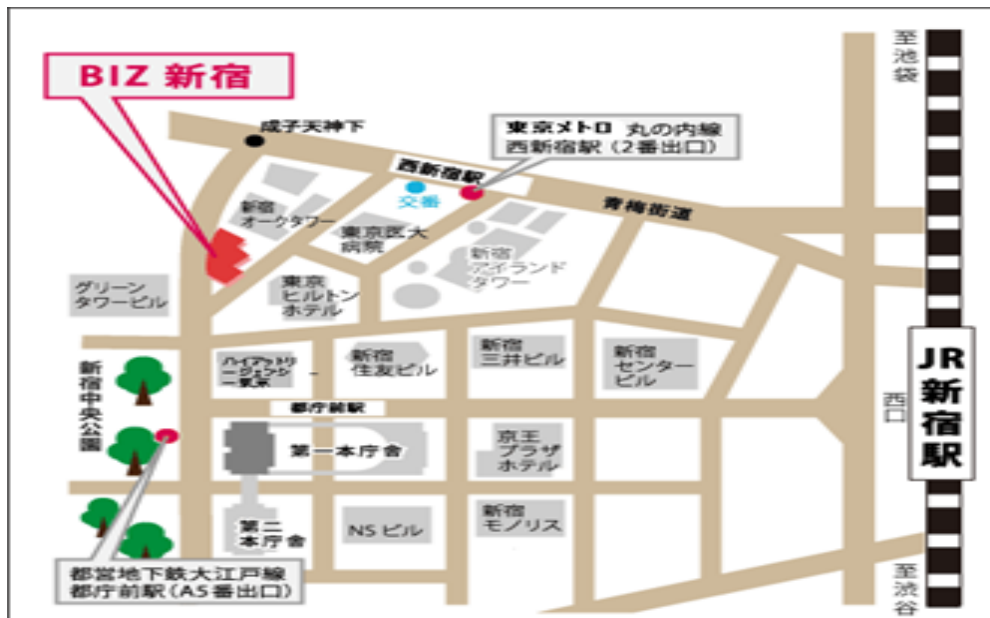 至池袋
BIZ 新宿
成子天神下
東京メトロ 丸の内線
西新宿駅（2番出口）
西新宿駅
交番
青梅街道
新宿
オークタワー
東京医大
病院
新宿
アイランド
タワー
グリーン
タワービル
東京
ヒルトン
ホテル
ハイアットリ
ージェンシ
ー東京
新宿
住友ビル
新宿
三井ビル
新宿
センター
ビル
JR新宿駅
西口
新宿中央公園
都庁前駅
第一本庁舎
京王
プラザ
ホテル
第二
本庁舎
NSビル
新宿
モノリス
都営地下鉄大江戸線
都庁前駅（A5番出口）
至渋谷